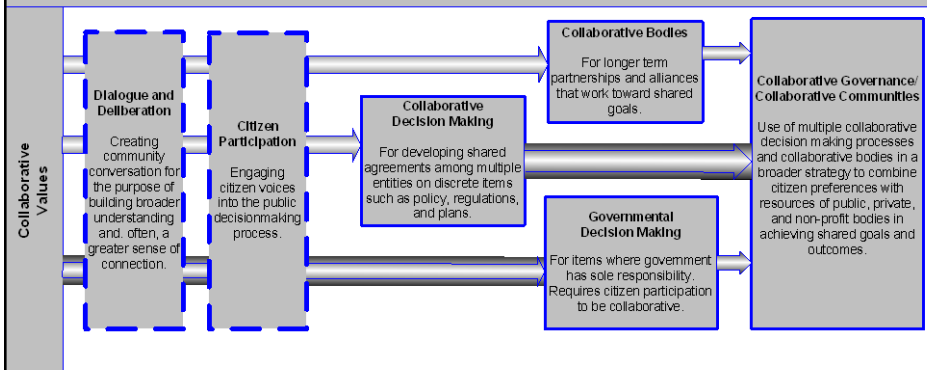 Collaborative
Values
Dialogue and
Deliberation
Creating
community
conversation for
the purpose of
building broader
understanding
and. often, a
greater sense of
connection.
Citizen
Participation
Engaging
citizen voices
into the public
decisionmaking
process.
Collaborative
Decision Making
For developing shared
agreements among multiple
entities on discrete items
such as policy, regulations,
and plans.
Collaborative Bodies
For longer term
partnerships and alliances
that work toward shared
goals.
Governmental
Decision Making
For items where government
has sole responsibility.
Requires citizen participation
to be collaborative.
Collaborative Governance/
Collaborative Communities
Use of multiple collaborative
decision making processes
and collaborative bodies in a
broader strategy to combine
citizen preferences with
resources of public, private,
and non-profit bodies in
achieving shared goals and
outcomes.